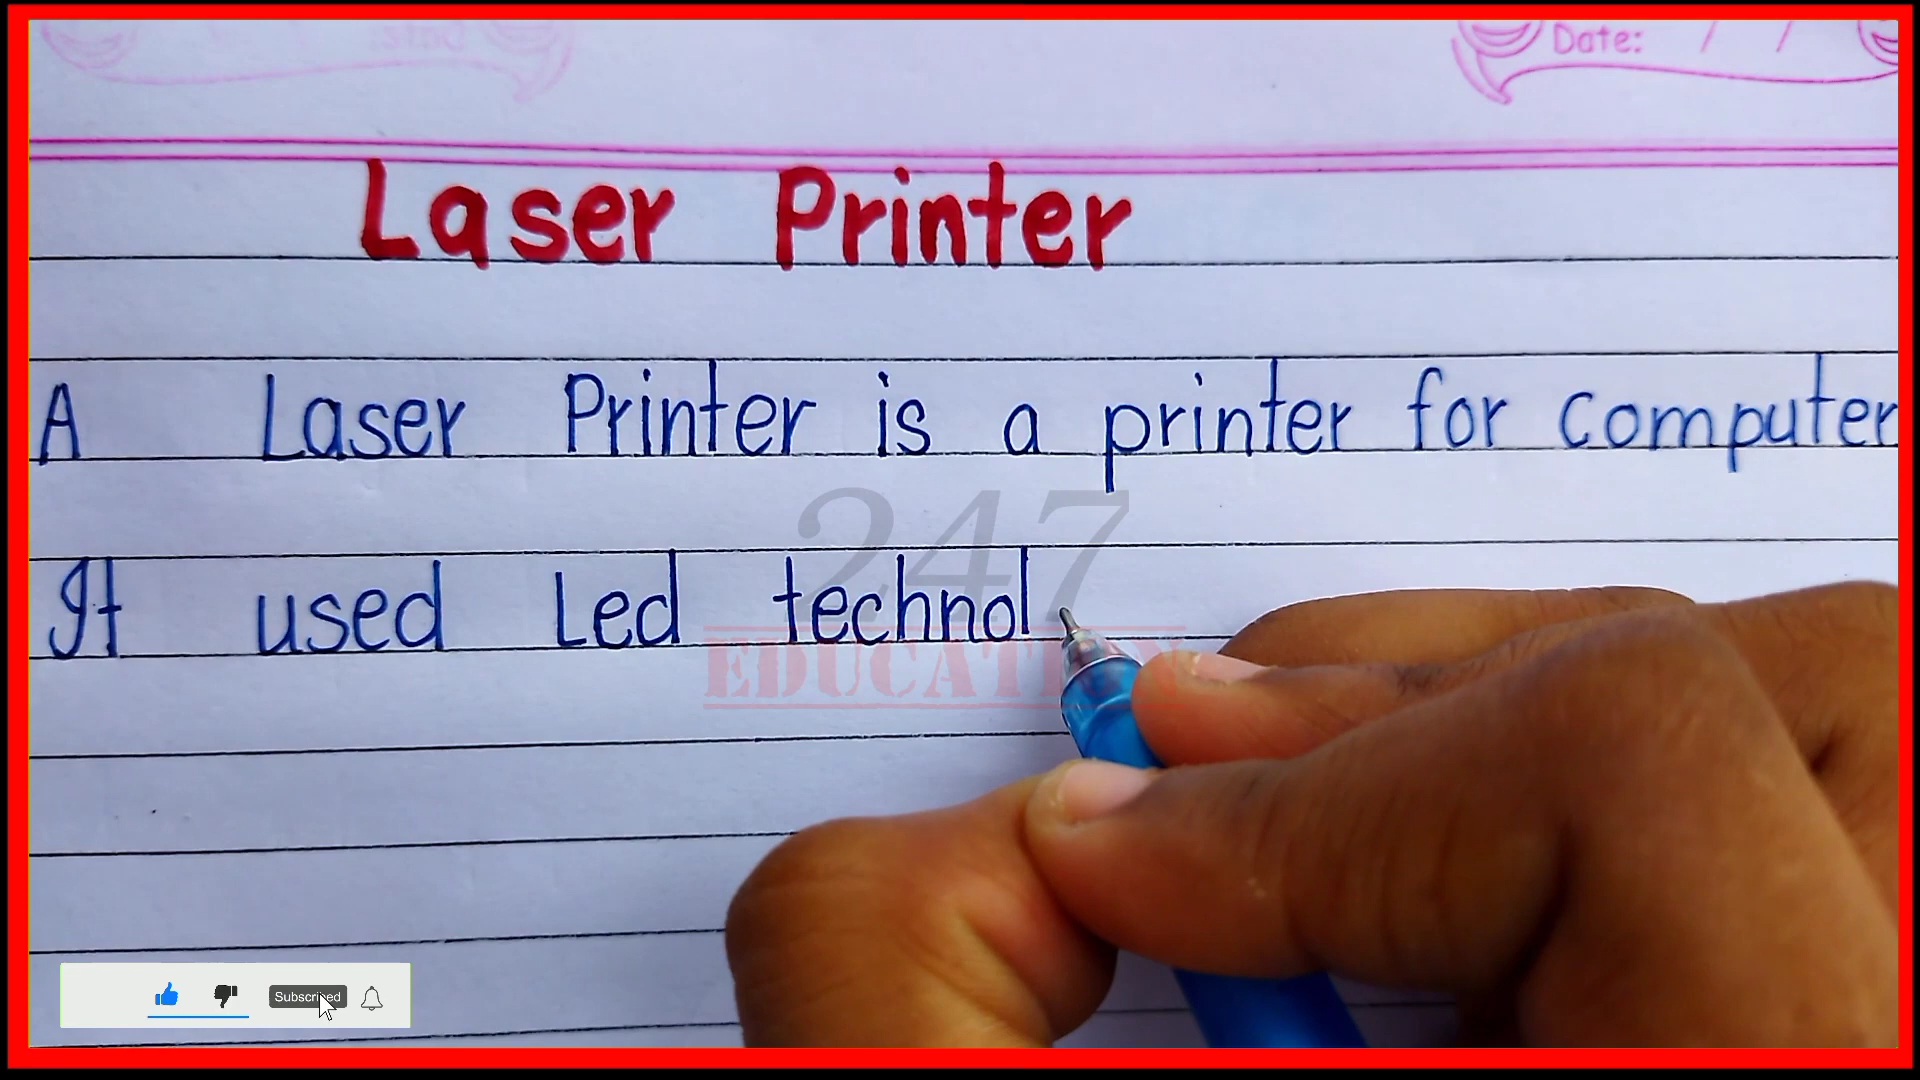 Date: / /
Laser Printer
A Laser Printer is a printer for computer
It used Led technol
247
EDUCATION
Subscribed